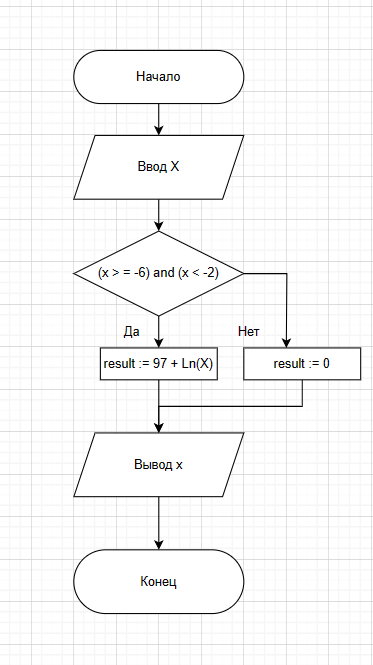 Начало
Ввод X
(x > = -6) and (x < -2)
Да
Нет
result := 97 + Ln(X)
result := 0
Вывод x
Конец